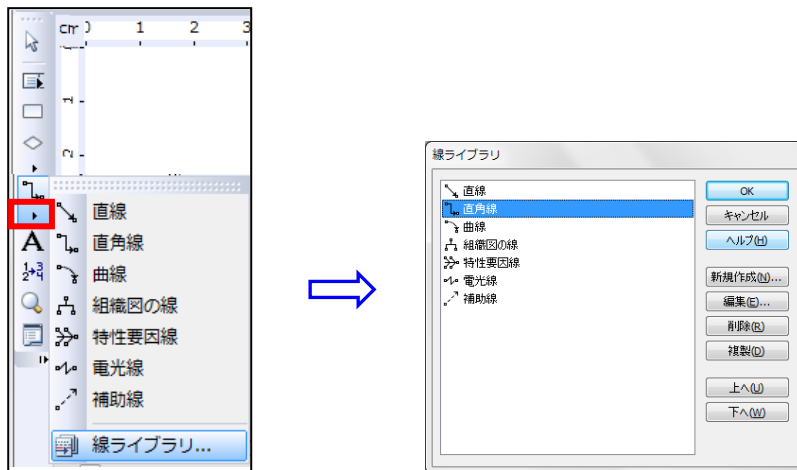 cm 0 1 2 3
1
2
A
直線
直角線
曲線
組織図の線
特性要因線
電光線
補助線
線ライブラリ...
線ライブラリ
直線
直角線
曲線
組織図の線
特性要因線
電光線
補助線
OK
キャンセル
ヘルプ(H)
新規作成(N)...
編集(E)...
削除(R)
複製(D)
上へ(U)
下へ(W)